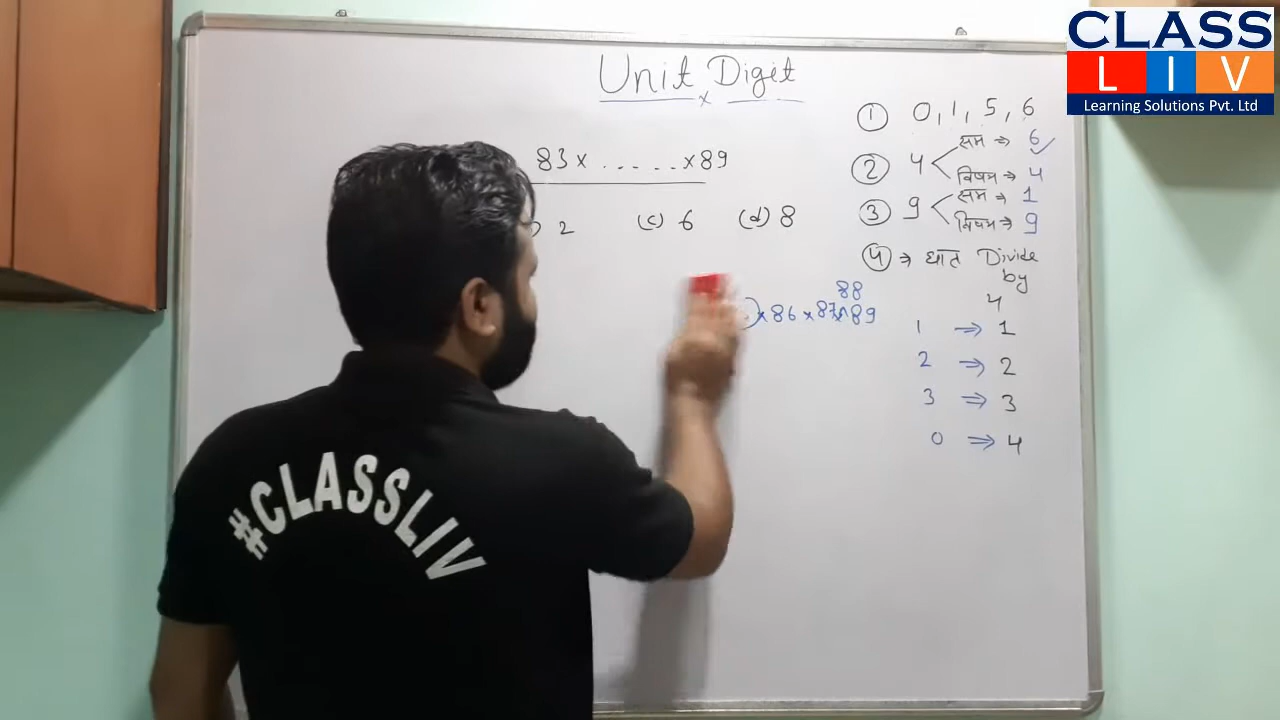 CLASS
LIV
Learning Solutions Pvt. Ltd
Unit Digit
x
83 x . . . . . . x 89
) 2 (c) 6 (d) 8
88
x 86 x 87 x 89
① 0, 1, 5, 6
② 4 सम ⇒ 6 ✓
विषम → 4
③ 9 सम → 1
विषम → 9
④ ⇒ घात Divide
by
4
1 ⇒ 1
2 ⇒ 2
3 ⇒ 3
0 ⇒ 4
#CLASSLIV